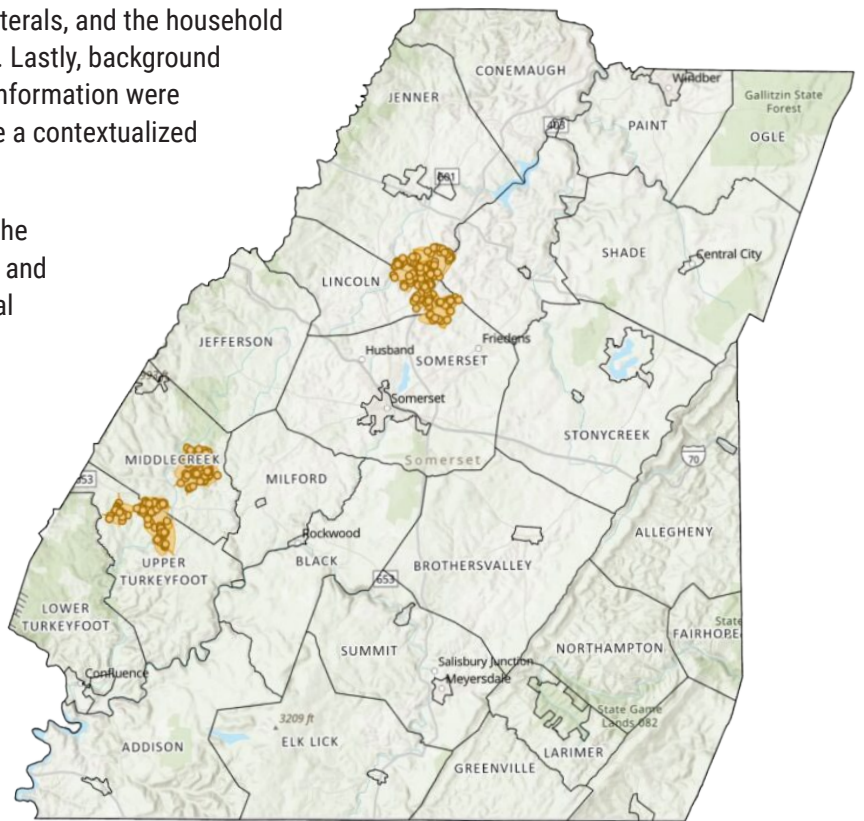 terals, and the household
. Lastly, background
nformation were
e a contextualized
he
and
al
CONEMAUGH
Windber
JENNER
403
PAINT
Gallitzin State
Forest
OGLE
601
SHADE
Central City
LINCOLN
JEFFERSON
Husband
Friedens
SOMERSET
Somerset
STONYCREEK
MIDDLECREEK
Somerset
70
MILFORD
653
Rockwood
ALLEGHENY
BLACK
BROTHERSVALLEY
UPPER
TURKEYFOOT
653
LOWER
TURKEYFOOT
State
FAIRHOPE
NORTHAMPTON
SUMMIT
Salisbury Junction
Meyersdale
Confluence
State Game
Lands 082
3209 ft
ADDISON
ELK LICK
LARIMER
GREENVILLE